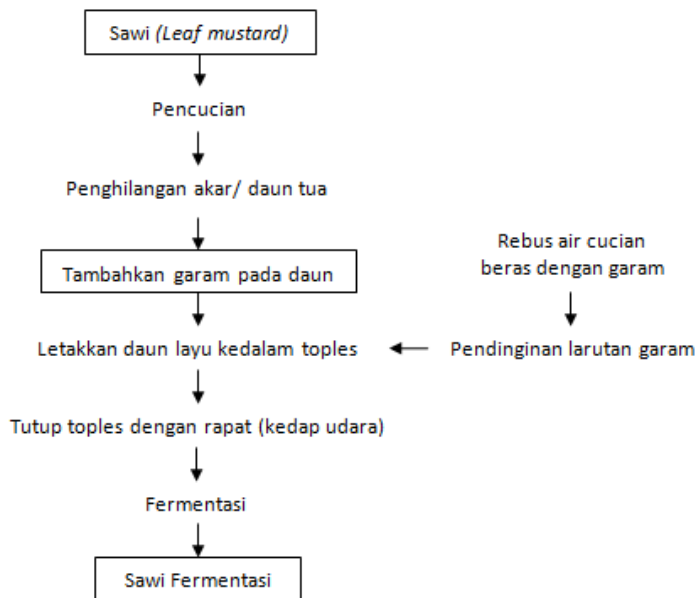 Sawi (Leaf mustard)
Pencucian
Penghilangan akar/ daun tua
Tambahkan garam pada daun
Rebus air cucian
beras dengan garam
Letakkan daun layu kedalam toples
Pendinginan larutan garam
Tutup toples dengan rapat (kedap udara)
Fermentasi
Sawi Fermentasi